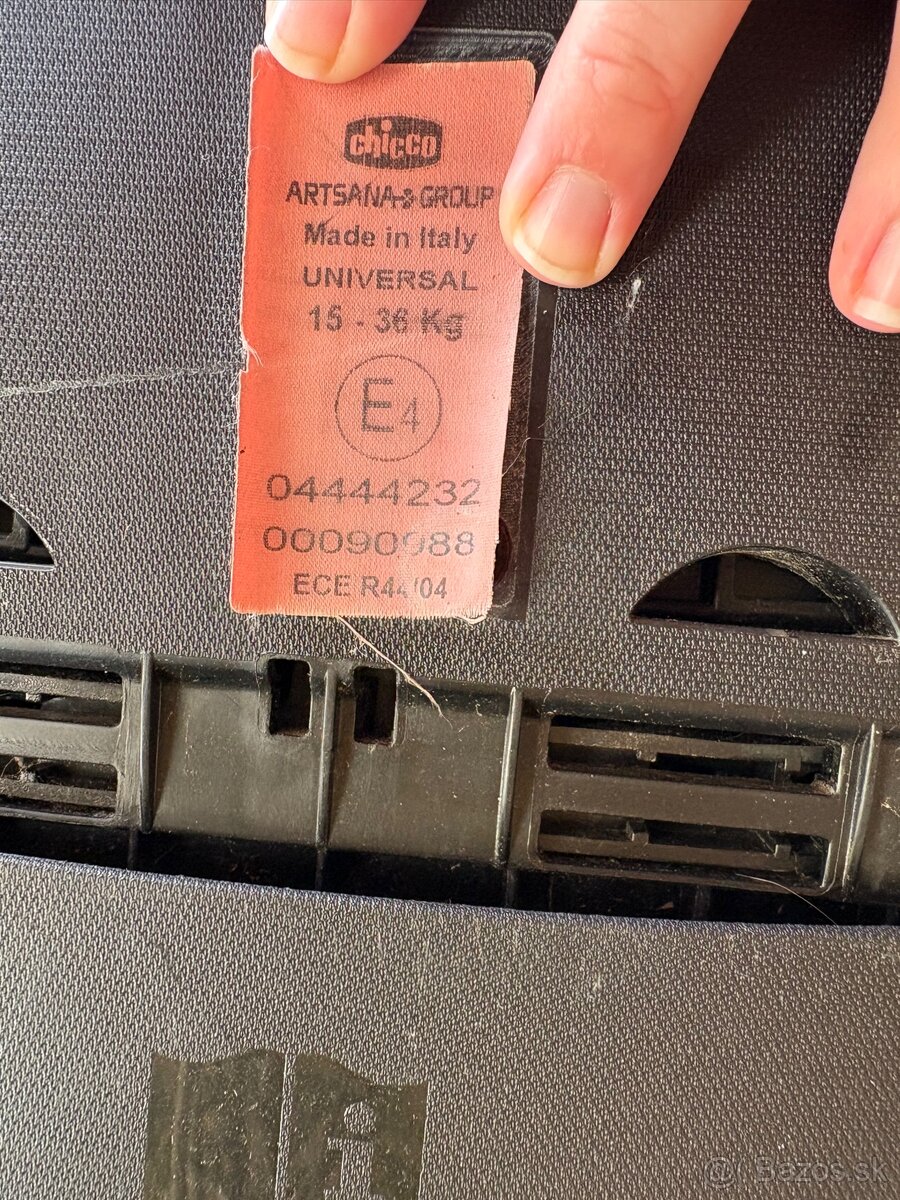 chicco
ARTSANA GROUP
Made in Italy
UNIVERSAL
15 - 36 Kg
E4
04444232
00090988
ECE R44/04
i
Bazos.sk